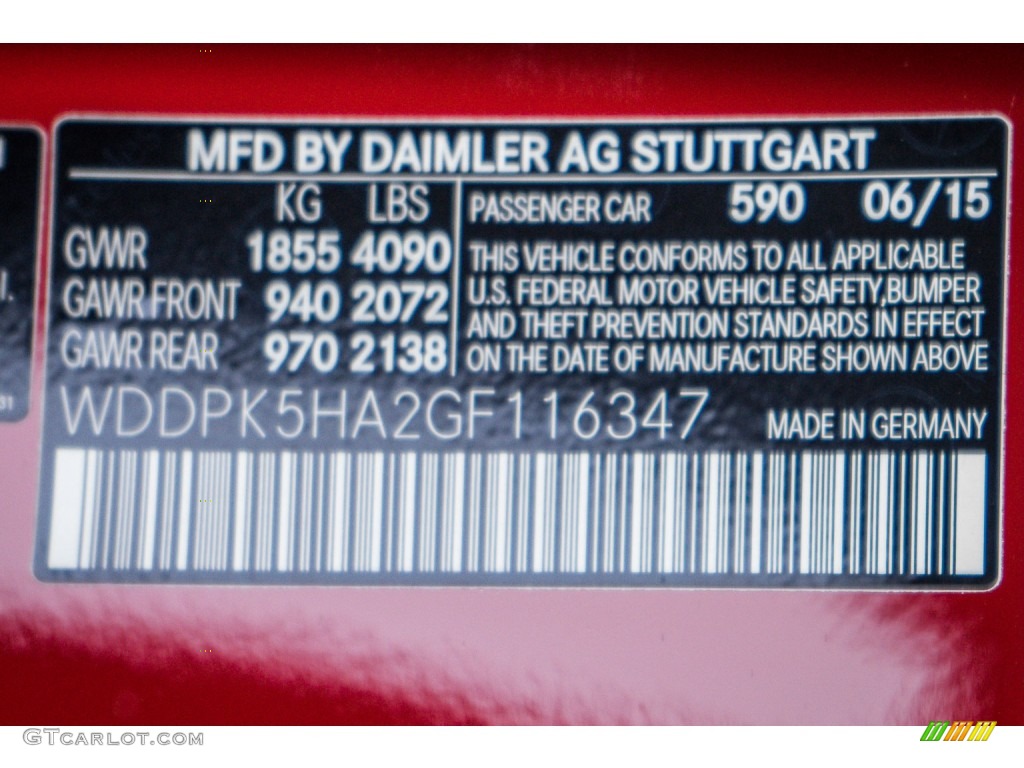 MFD BY DAIMLER AG STUTTGART
KG LBS
GVWR 1855 4090
GAWR FRONT 940 2072
GAWR REAR 970 2138
PASSENGER CAR 590 06/15
THIS VEHICLE CONFORMS TO ALL APPLICABLE
U.S. FEDERAL MOTOR VEHICLE SAFETY,BUMPER
AND THEFT PREVENTION STANDARDS IN EFFECT
ON THE DATE OF MANUFACTURE SHOWN ABOVE
WDDPK5HA2GF116347
MADE IN GERMANY
GTCARLOT.COM